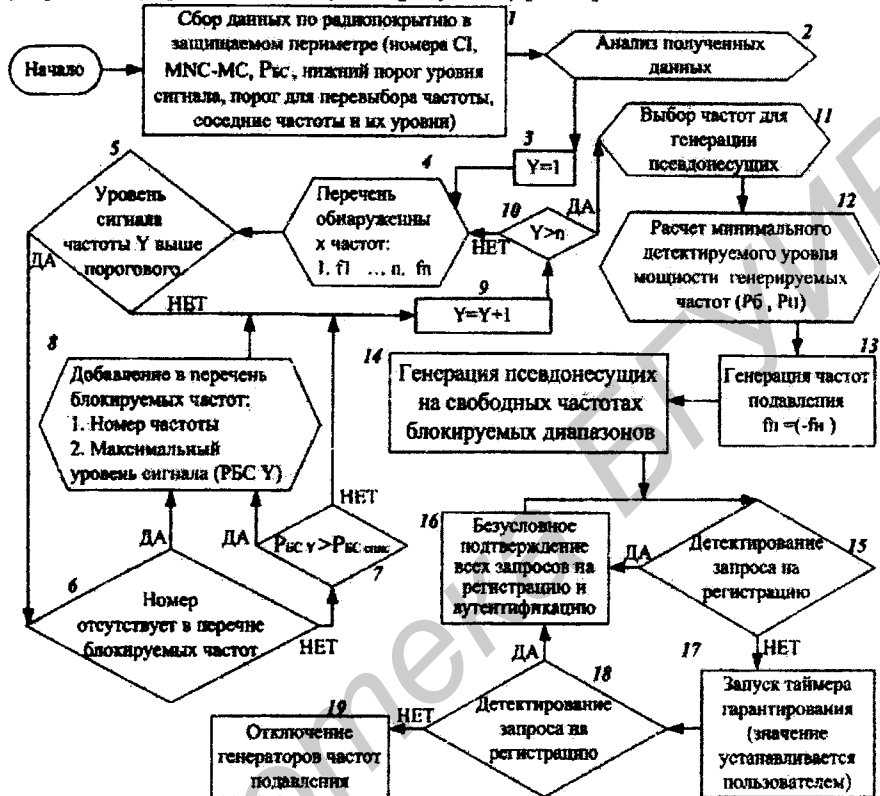 Начало
1
Сбор данных по радиопокрытию в
защищаемом периметре (номера CI,
MNC-MC, PБС, нижний порог уровня
сигнала, порог для перевыбора частоты,
соседние частоты и их уровни)
2
Анализ полученных
данных
3
Y=1
4
Перечень
обнаруженны
х частот:
1. f1 ... n. fn
5
Уровень
сигнала
частоты Y выше
порогового
ДА
НЕТ
10
Y>n
ДА
НЕТ
9
Y=Y+1
11
Выбор частот для
генерации
псевдонесущих
12
Расчет минимального
детектируемого уровня
мощности генерируемых
частот (Рб, Рп)
13
Генерация частот
подавления
fп =(-fн )
14
Генерация псевдонесущих
на свободных частотах
блокируемых диапазонов
8
Добавление в перечень
блокируемых частот:
1. Номер частоты
2. Максимальный
уровень сигнала (РБС Y)
ДА
ДА
НЕТ
PБС Y>PБС спис
7
6
Номер
отсутствует в перечне
блокируемых частот
НЕТ
16
Безусловное
подтверждение
всех запросов на
регистрацию и
аутентификацию
15
Детектирование
запроса на
регистрацию
ДА
НЕТ
17
Запуск таймера
гарантирования
(значение
устанавливается
пользователем)
18
Детектирование
запроса на
регистрацию
ДА
НЕТ
19
Отключение
генераторов частот
подавления